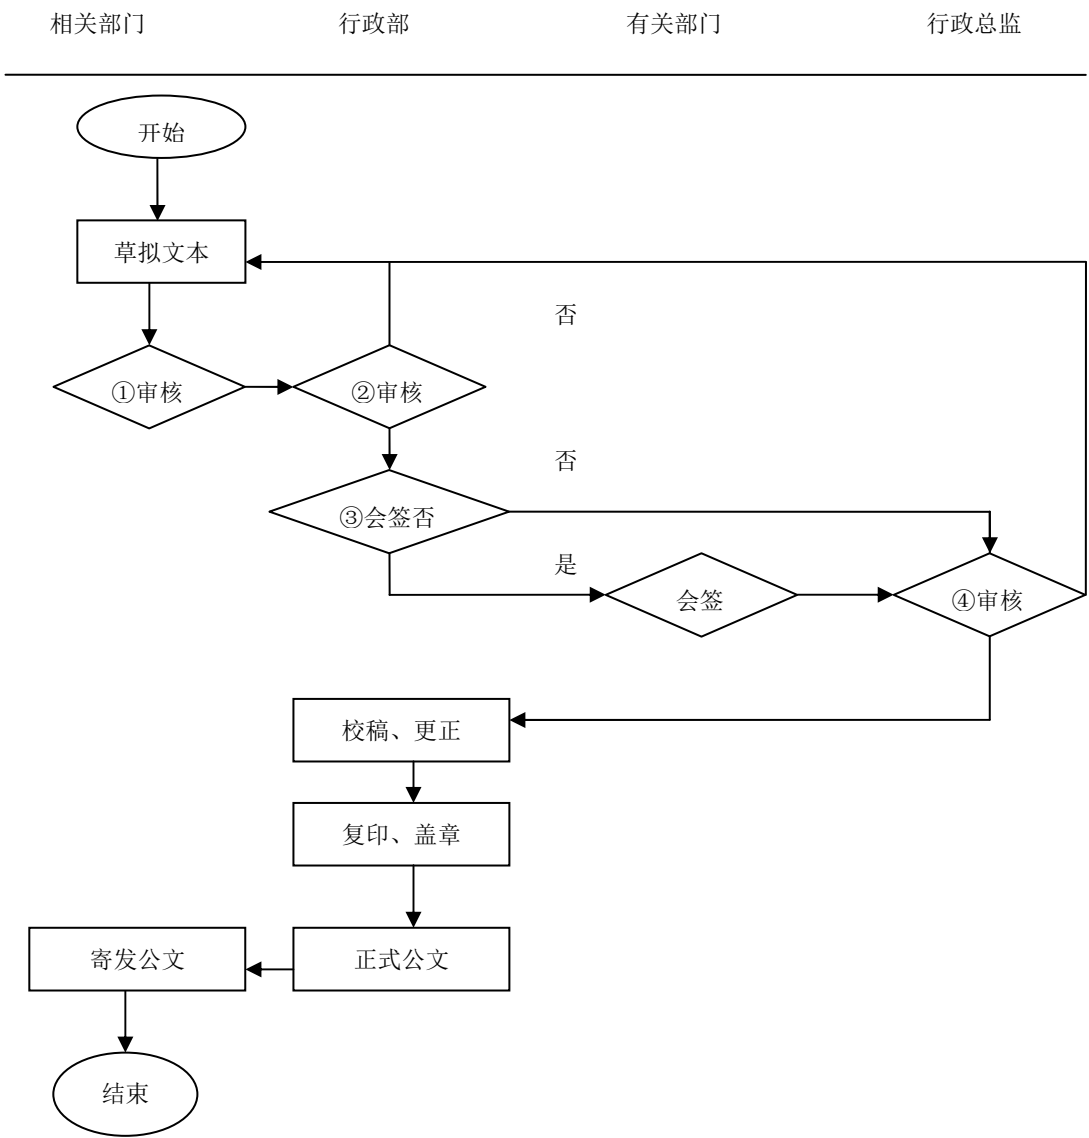 相关部门 行政部 有关部门 行政总监
开始
草拟文本
否
①审核 ②审核
否
③会签否
是
会签 ④审核
校稿、更正
复印、盖章
寄发公文 正式公文
结束